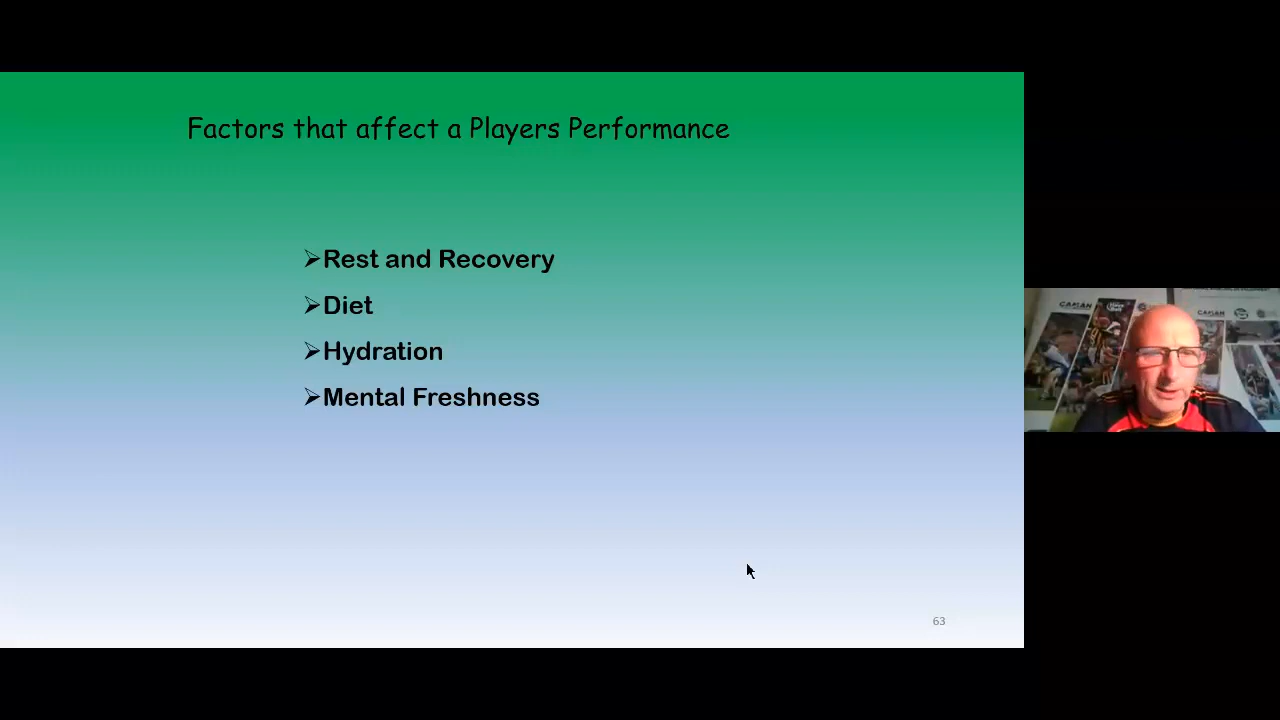 Factors that affect a Players Performance
➢Rest and Recovery
➢Diet
➢Hydration
➢Mental Freshness
63